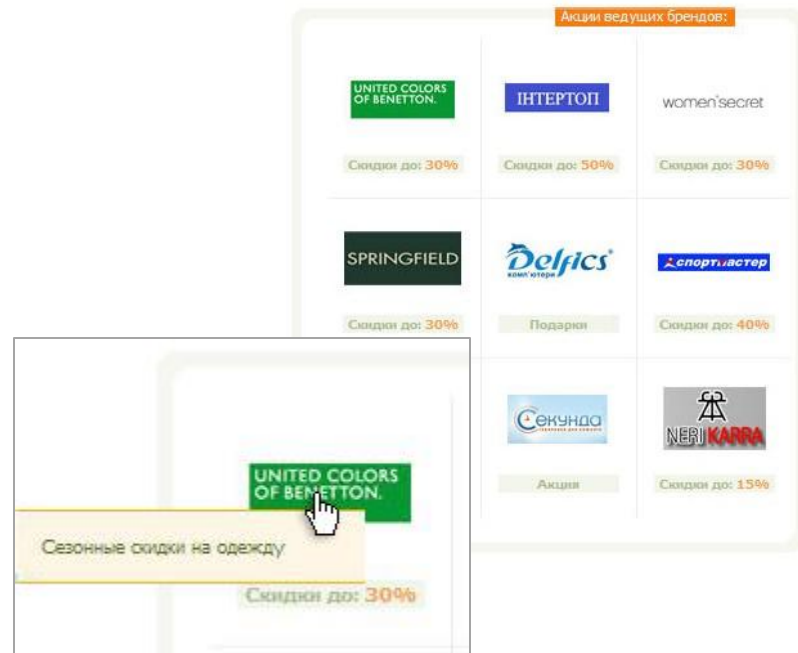 Акции ведущих брендов:
UNITED COLORS
OF BENETTON.
ІНТЕРТОП
women'secret
Скидки до: 30%
Скидки до: 50%
Скидки до: 30%
SPRINGFIELD
Delfics
комп'ютери
спортмастер
Скидки до: 30%
Подарки
Скидки до: 40%
Секунда
NERI KARRA
Акция
Скидки до: 15%
UNITED COLORS
OF BENETTON.
Сезонные скидки на одежду
Скидки до: 30%